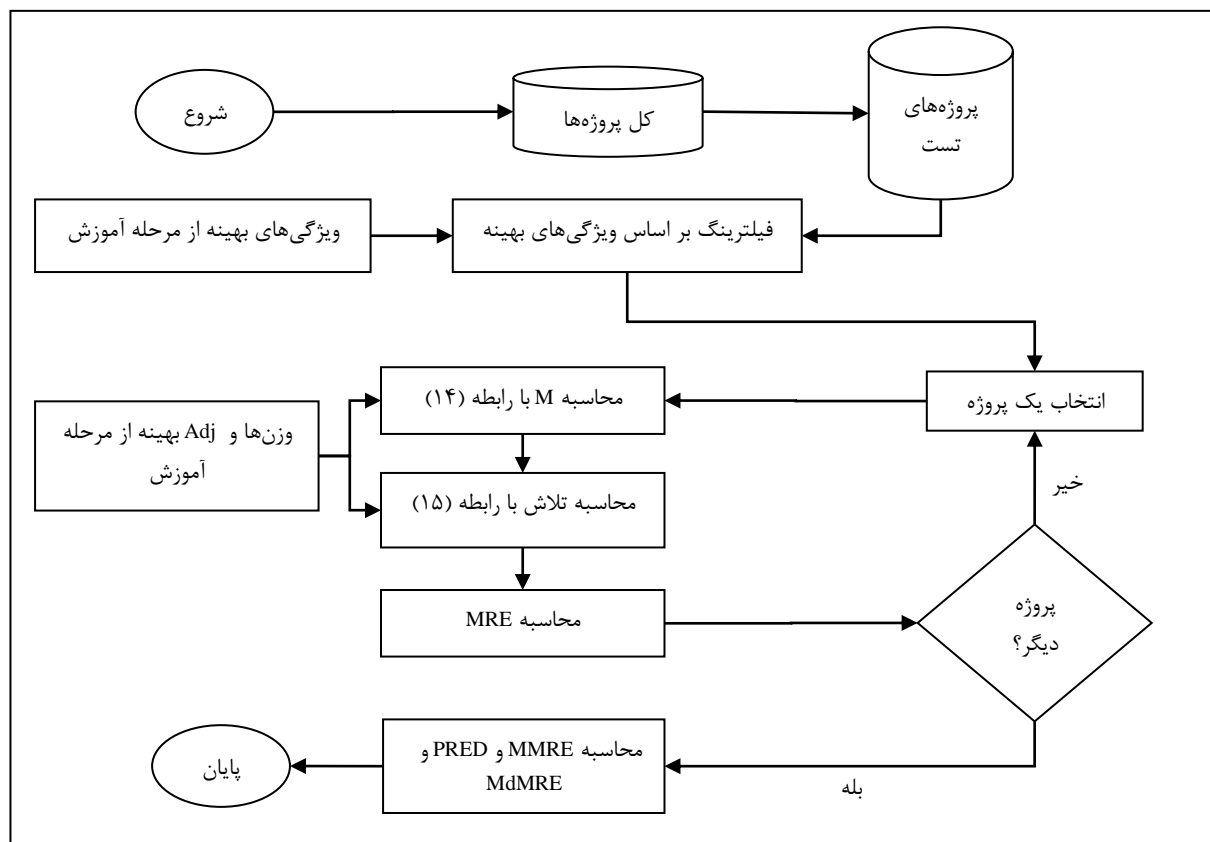 شروع
کل پروژه‌ها
پروژه‌های
تست
ویژگی‌های بهینه از مرحله آموزش
فیلترینگ بر اساس ویژگی‌های بهینه
انتخاب یک پروژه
محاسبه M با رابطه (۱۴)
وزن‌ها و Adj بهینه از مرحله
آموزش
محاسبه تلاش با رابطه (۱۵)
خیر
محاسبه MRE
پروژه
دیگر؟
بله
محاسبه MMRE و PRED و
MdMRE
پایان